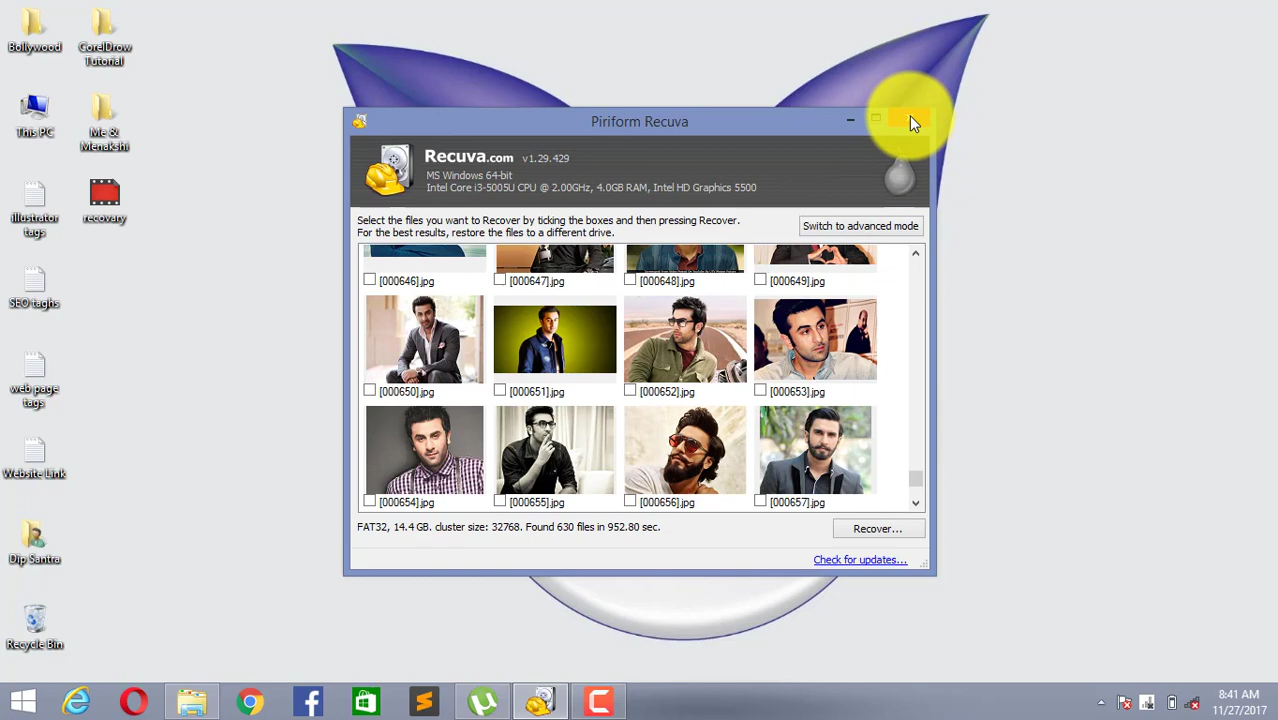 Bollywood
CorelDrow
Tutorial
This PC
Me &
Menakshi
illustrator
tags
recovary
SEO taghs
web page
tags
Website Link
Dip Santra
Recycle Bin
Piriform Recuva
Recuva.com v1.29.429
MS Windows 64-bit
Intel Core i3-5005U CPU @ 2.00GHz, 4.0GB RAM, Intel HD Graphics 5500
Select the files you want to Recover by ticking the boxes and then pressing Recover.
For the best results, restore the files to a different drive.
Switch to advanced mode
[000646].jpg [000647].jpg [000648].jpg [000649].jpg
[000650].jpg [000651].jpg [000652].jpg [000653].jpg
[000654].jpg [000655].jpg [000656].jpg [000657].jpg
FAT32, 14.4 GB. cluster size: 32768. Found 630 files in 952.80 sec.
Recover...
Check for updates...
8:41 AM
11/27/2017